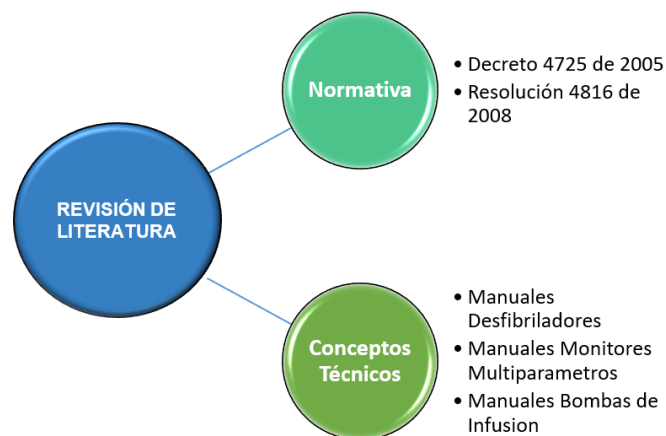 Normativa
• Decreto 4725 de 2005
• Resolución 4816 de
2008
REVISIÓN DE
LITERATURA
Conceptos
Técnicos
• Manuales
Desfibriladores
• Manuales Monitores
Multiparametros
• Manuales Bombas de
Infusion